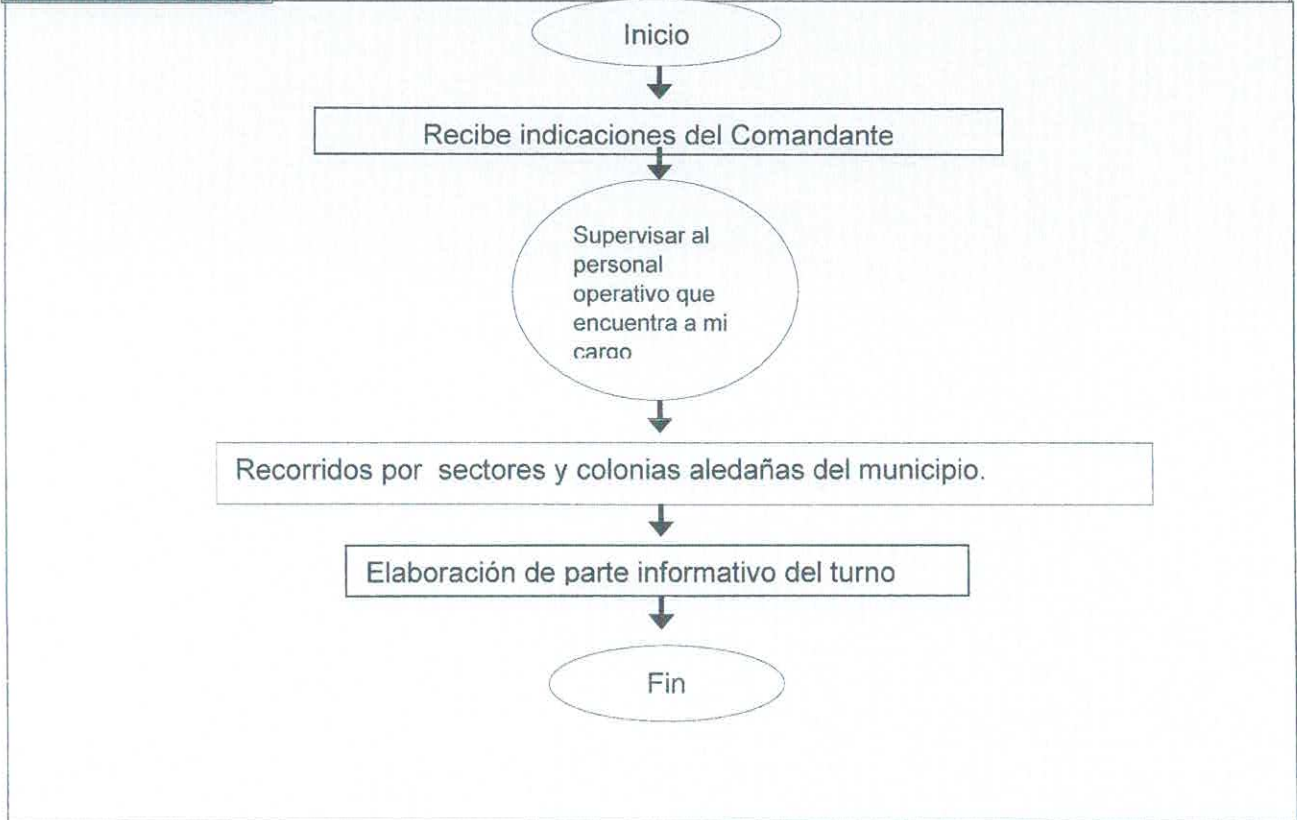 Inicio
Recibe indicaciones del Comandante
Supervisar al
personal
operativo que
encuentra a mi
cargo
Recorridos por sectores y colonias aledañas del municipio.
Elaboración de parte informativo del turno
Fin